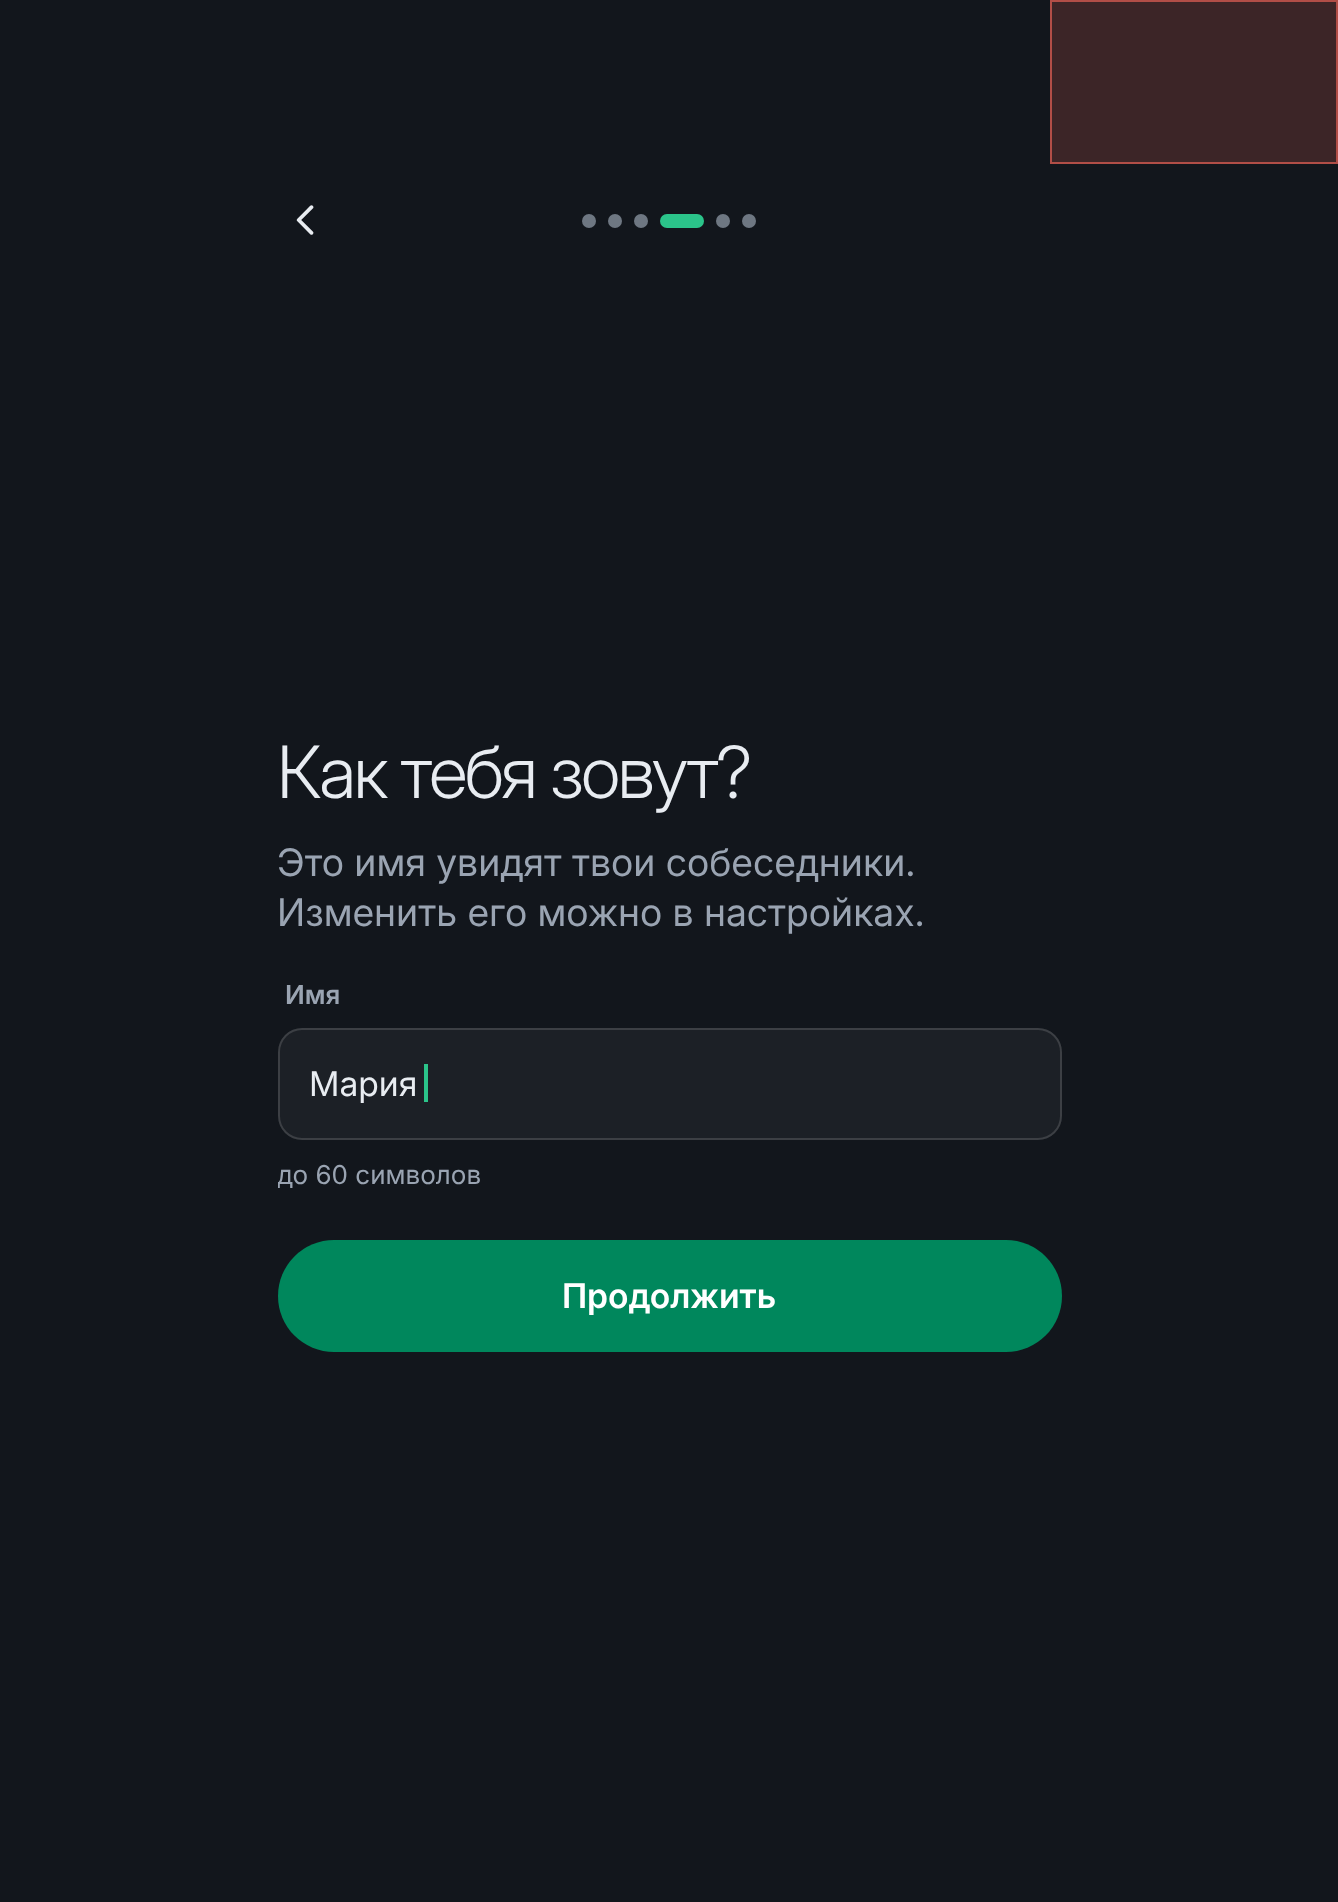 Как тебя зовут?
Это имя увидят твои собеседники.
Изменить его можно в настройках.
Имя
Мария
до 60 символов
Продолжить